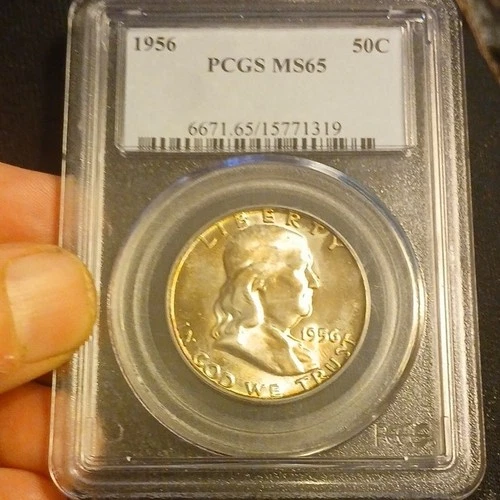 1956 50C
PCGS MS65
6671.65/15771319
LIBERTY
1956
IN GOD WE TRUST